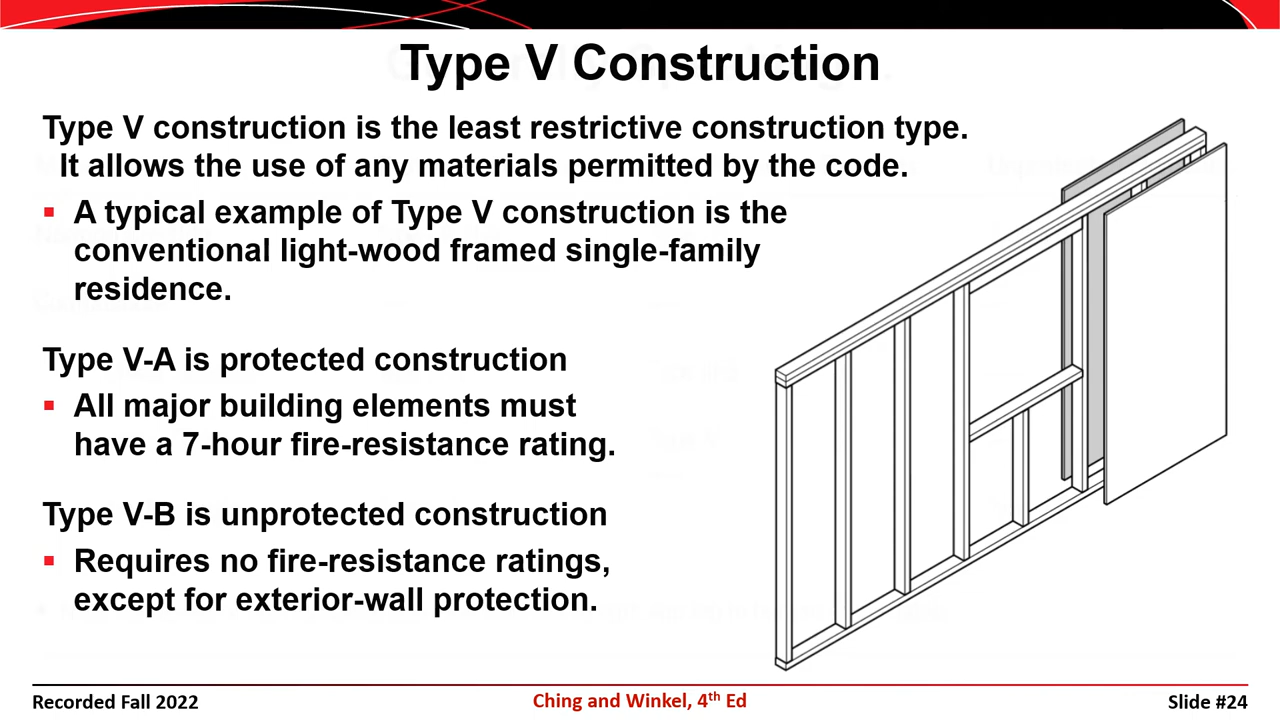 Type V Construction
Type V construction is the least restrictive construction type.
It allows the use of any materials permitted by the code.
▪ A typical example of Type V construction is the
conventional light-wood framed single-family
residence.
Type V-A is protected construction
▪ All major building elements must
have a 7-hour fire-resistance rating.
Type V-B is unprotected construction
▪ Requires no fire-resistance ratings,
except for exterior-wall protection.
Recorded Fall 2022
Ching and Winkel, 4th Ed
Slide #24